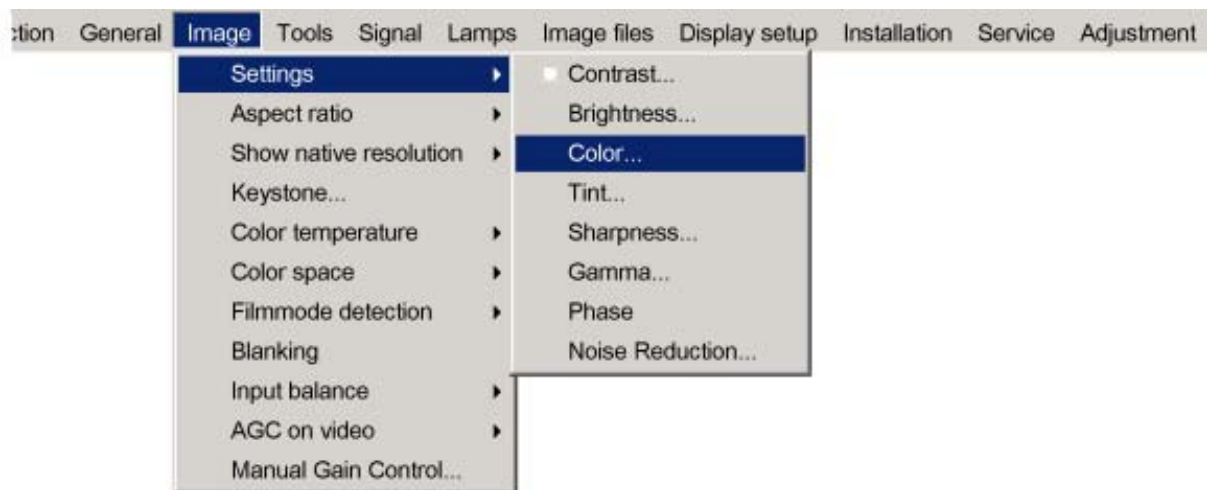 ction General Image Tools Signal Lamps Image files Display setup Installation Service Adjustment
Settings
Aspect ratio
Show native resolution
Keystone...
Color temperature
Color space
Filmmode detection
Blanking
Input balance
AGC on video
Manual Gain Control...
Contrast...
Brightness...
Color...
Tint...
Sharpness...
Gamma...
Phase
Noise Reduction...